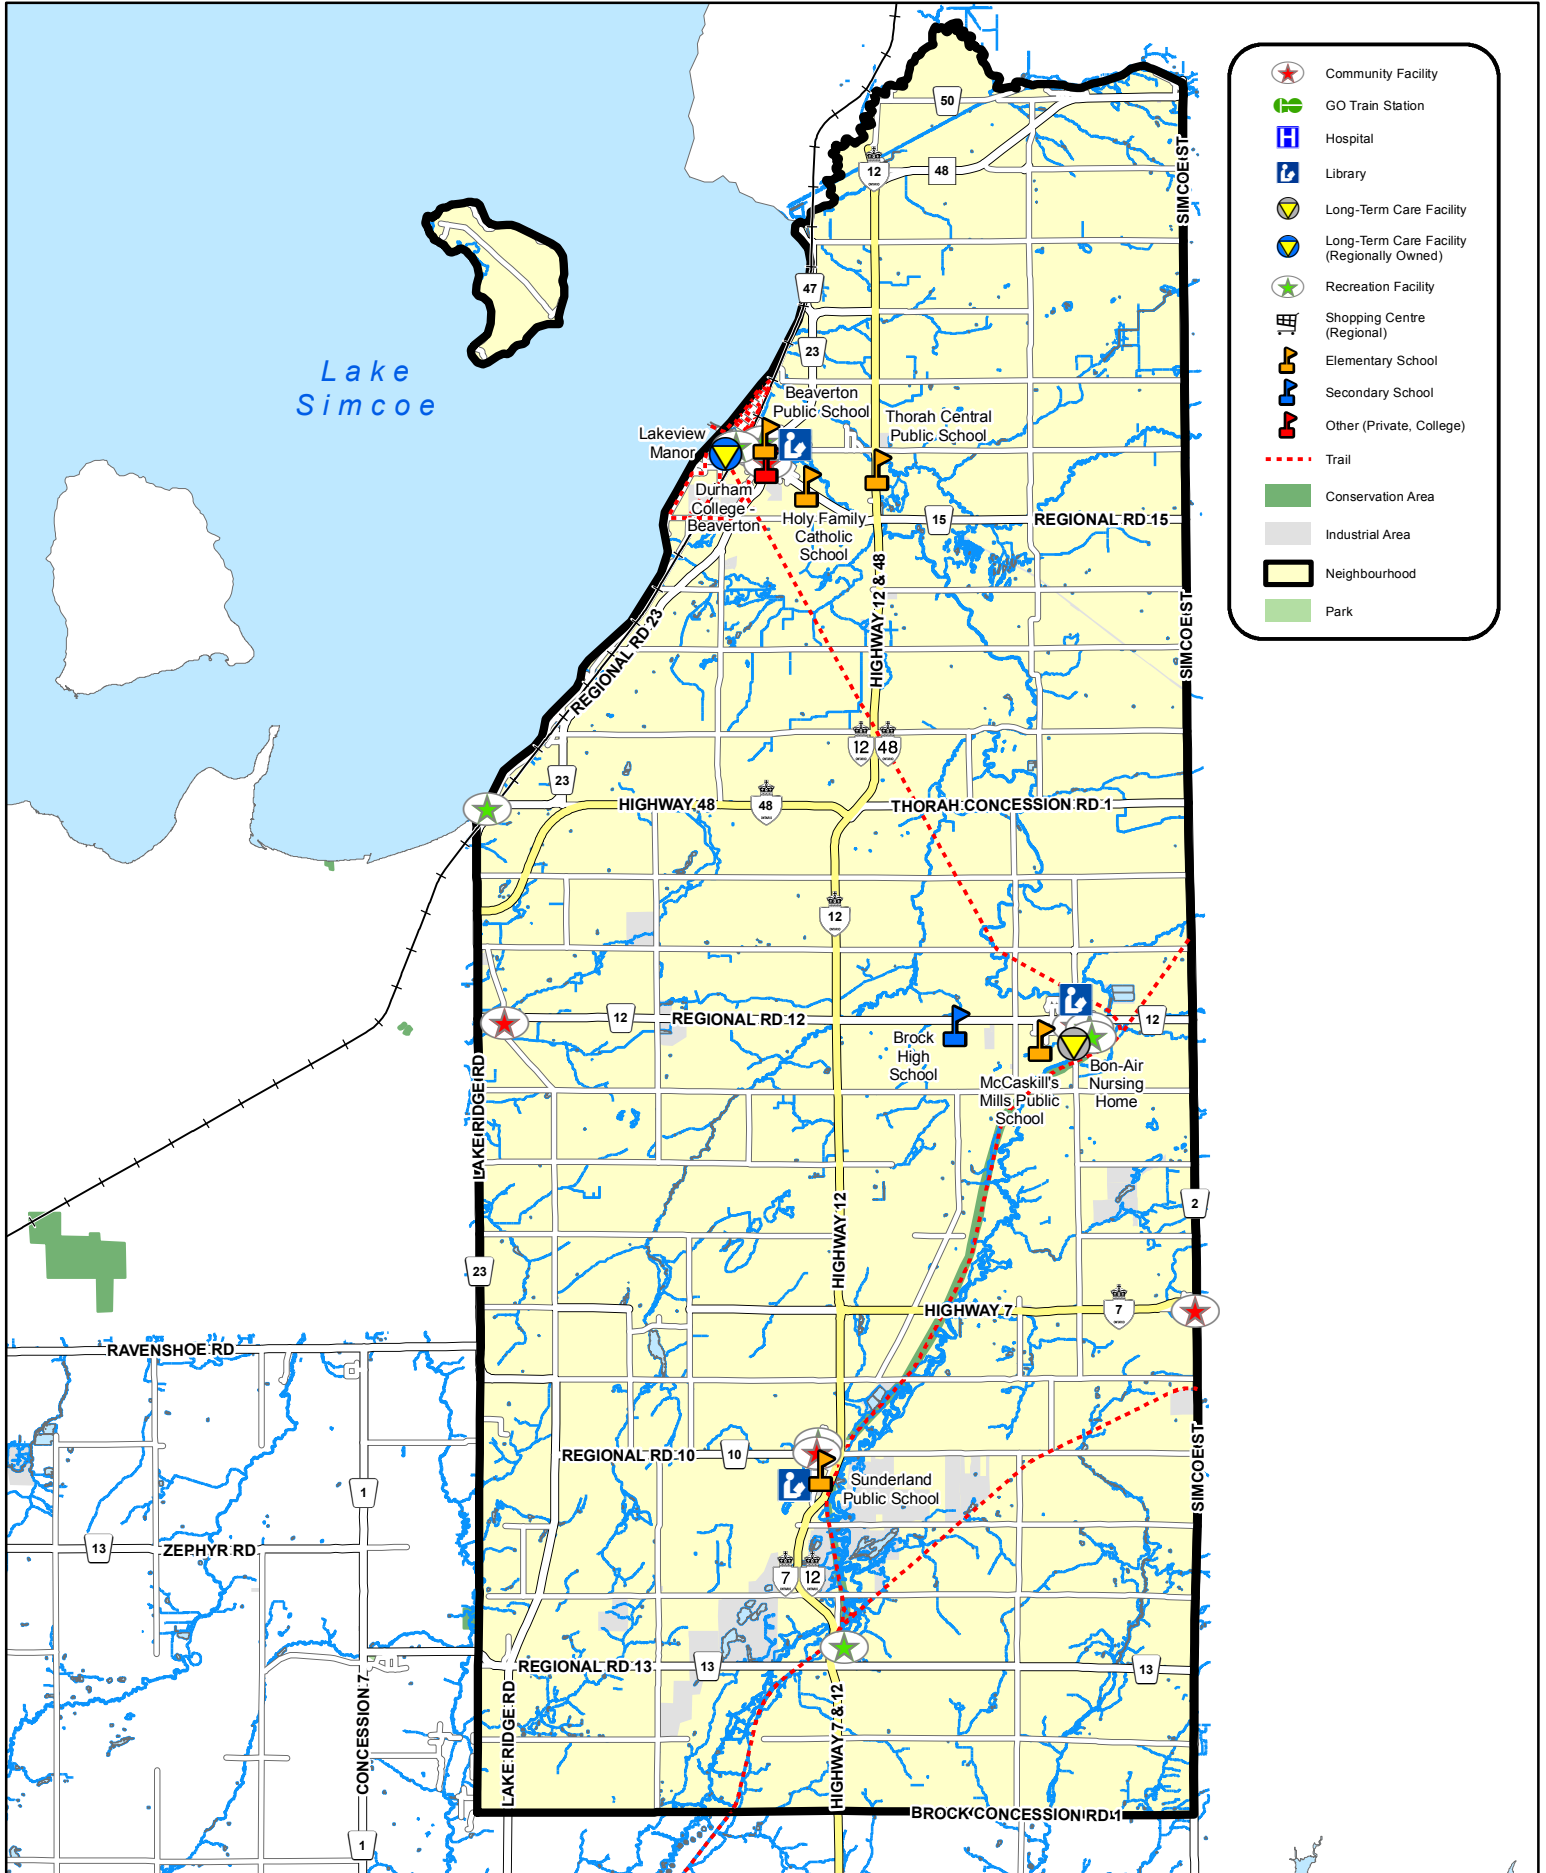 Community Facility
GO Train Station
H
Hospital
Library
Long-Term Care Facility
Long-Term Care Facility
(Regionally Owned)
Recreation Facility
Shopping Centre
(Regional)
Elementary School
Secondary School
Other (Private, College)
Trail
Conservation Area
Industrial Area
Neighbourhood
Park
50
12
48
SIMCOE ST
47
23
Lake
Simcoe
Beaverton
Public School
Thorah Central
Public School
Lakeview
Manor
Durham
College -
Beaverton
Holy Family
Catholic
School
15
REGIONAL RD 15
HIGHWAY 12 & 48
SIMCOE ST
REGIONAL RD 23
12
48
23
HIGHWAY 48
48
THORAH CONCESSION RD 1
12
12
REGIONAL RD 12
12
Brock
High
School
McCaskill's
Mills Public
School
Bon-Air
Nursing
Home
LAKE RIDGE RD
HIGHWAY 12
2
23
HIGHWAY 7
7
RAVENSHOE RD
REGIONAL RD 10
10
Sunderland
Public School
SIMCOE ST
1
13
ZEPHYR RD
7
12
REGIONAL RD 13
13
13
CONCESSION 7
LAKE RIDGE RD
HIGHWAY 7 & 12
BROCK CONCESSION RD 1
1